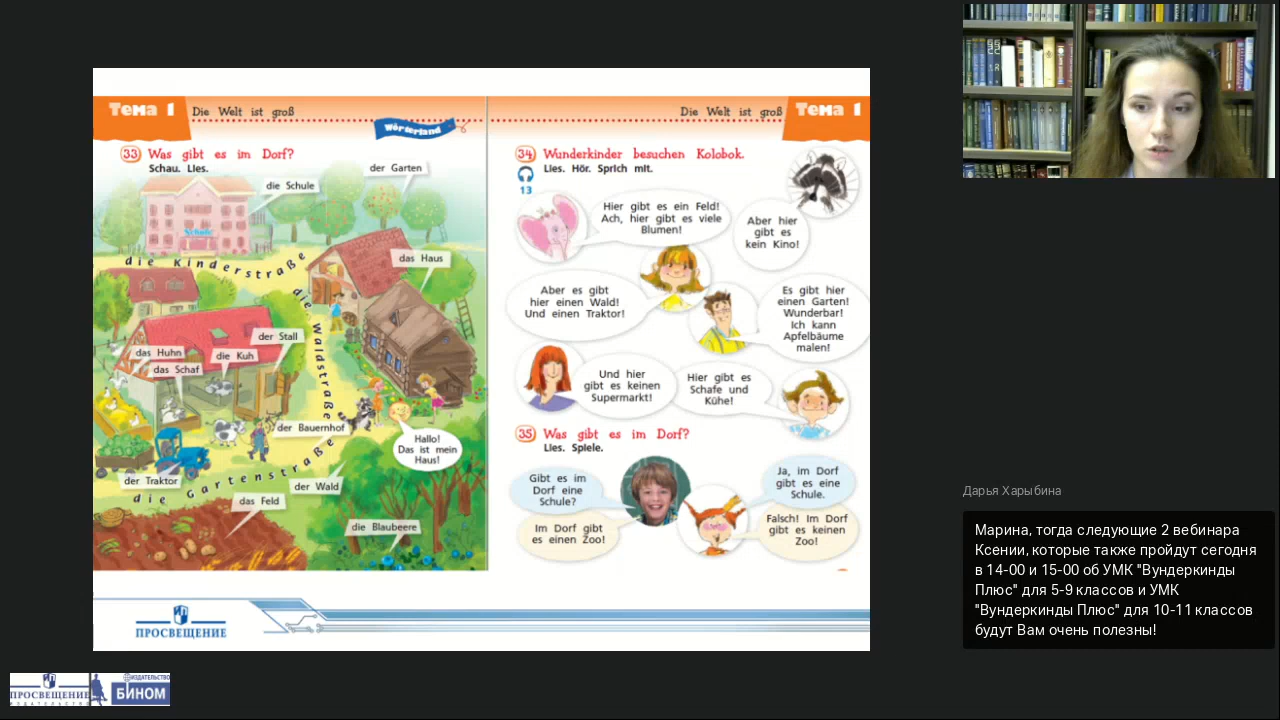 Тема 1
Die Welt ist groß
Wörterland
33 Was gibt es im Dorf?
Schau. Lies.
die Schule
der Garten
Schule
die Kinderstraße
das Haus
die Waldstraße
der Stall
das Huhn
die Kuh
das Schaf
der Bauernhof
Hallo!
Das ist mein
Haus!
der Traktor
die Gartenstraße
der Wald
das Feld
die Blaubeere
Die Welt ist groß
Тема 1
34 Wunderkinder besuchen Kolobok.
Lies. Hör. Sprich mit.
13
Hier gibt es ein Feld!
Ach, hier gibt es viele
Blumen!
Aber hier
gibt es
kein Kino!
Aber es gibt
hier einen Wald!
Und einen Traktor!
Es gibt hier
einen Garten!
Wunderbar!
Ich kann
Apfelbäume
malen!
Und hier
gibt es keinen
Supermarkt!
Hier gibt es
Schafe und
Kühe!
35 Was gibt es im Dorf?
Lies. Spiele.
Gibt es im
Dorf eine
Schule?
Ja, im Dorf
gibt es eine
Schule.
Im Dorf gibt
es einen Zoo!
Falsch! Im Dorf
gibt es keinen
Zoo!
ПРОСВЕЩЕНИЕ
ПРОСВЕЩЕНИЕ
ИЗДАТЕЛЬСТВО
ИЗДАТЕЛЬСТВО
БИНОМ
Дарья Харыбина
Марина, тогда следующие 2 вебинара
Ксении, которые также пройдут сегодня
в 14-00 и 15-00 об УМК "Вундеркинды
Плюс" для 5-9 классов и УМК
"Вундеркинды Плюс" для 10-11 классов
будут Вам очень полезны!